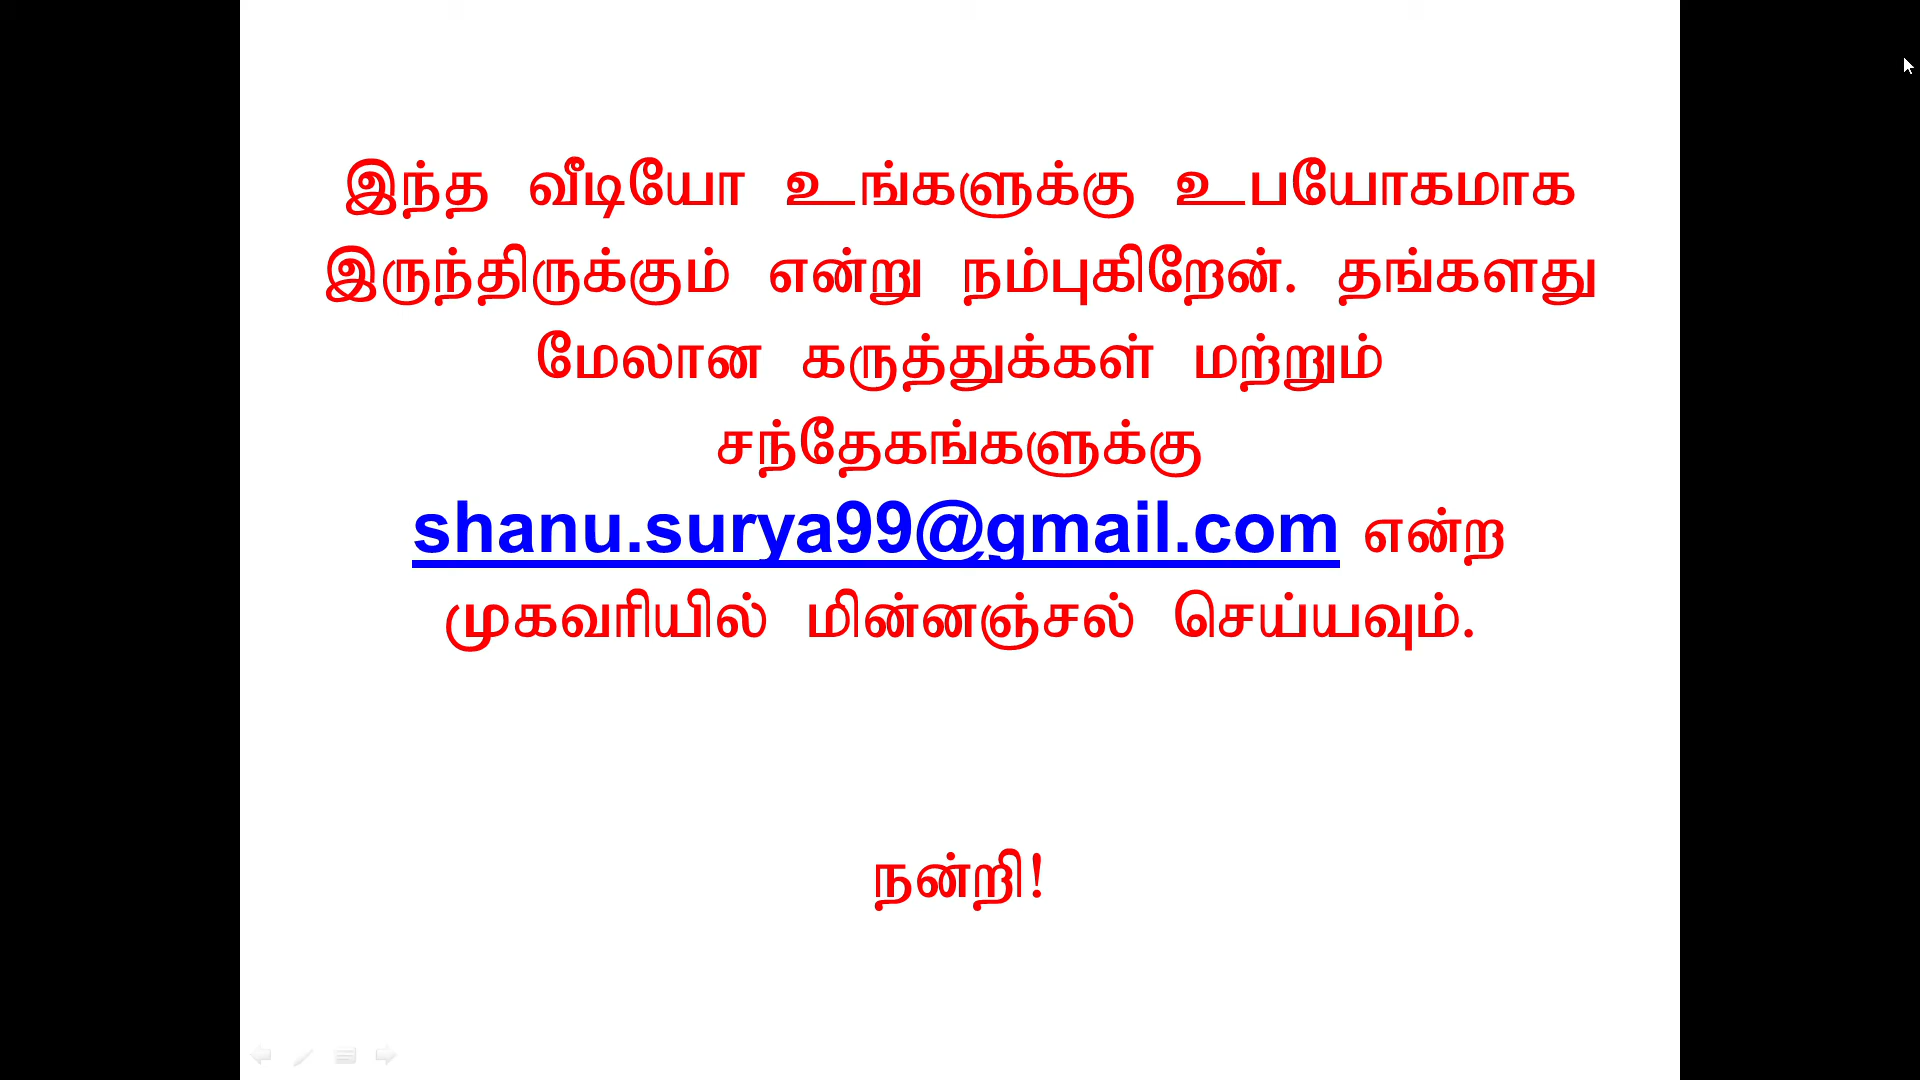 இந்த வீடியோ உங்களுக்கு உபயோகமாக
இருந்திருக்கும் என்று நம்புகிறேன். தங்களது
மேலான கருத்துக்கள் மற்றும்
சந்தேகங்களுக்கு
shanu.surya99@gmail.com என்ற
முகவரியில் மின்னஞ்சல் செய்யவும்.
நன்றி!